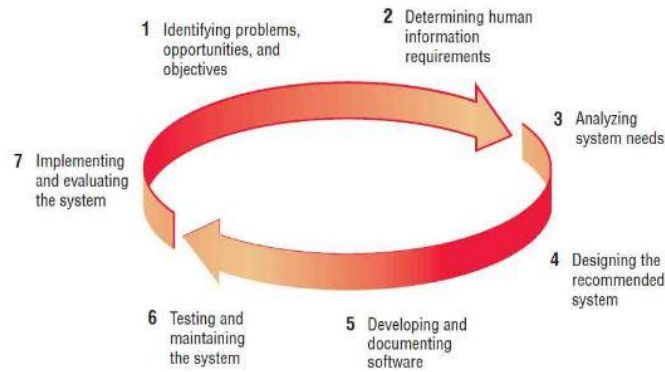 1 Identifying problems,
opportunities, and
objectives
2 Determining human
information
requirements
3 Analyzing
system needs
4 Designing the
recommended
system
5 Developing and
documenting
software
6 Testing and
maintaining
the system
7 Implementing
and evaluating
the system